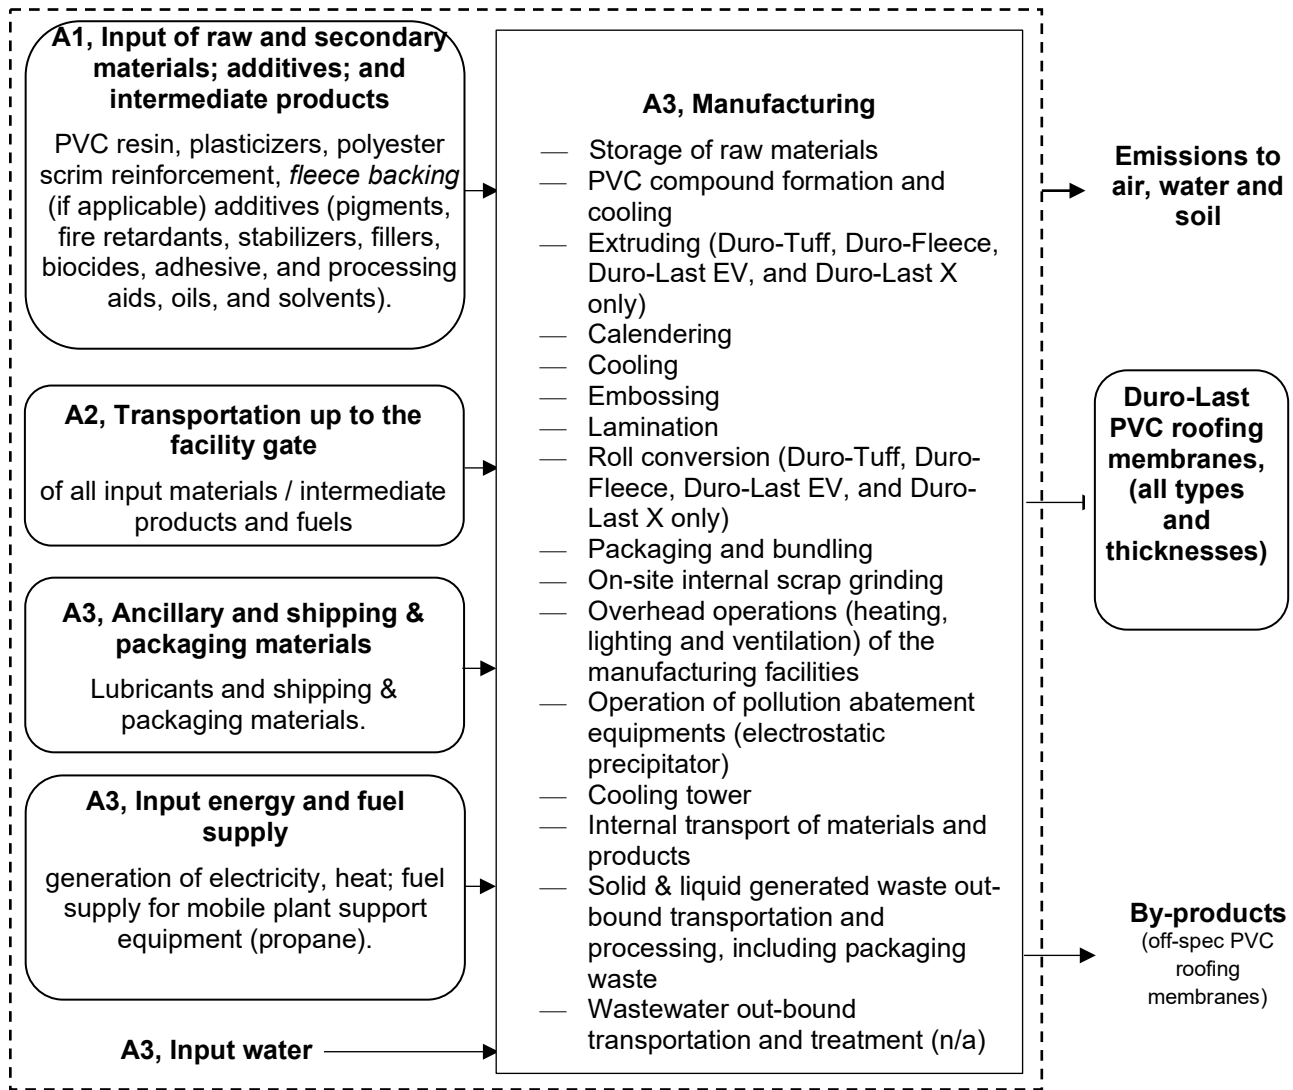 A1, Input of raw and secondary
materials; additives; and
intermediate products
PVC resin, plasticizers, polyester
scrim reinforcement, fleece backing
(if applicable) additives (pigments,
fire retardants, stabilizers, fillers,
biocides, adhesive, and processing
aids, oils, and solvents).
A2, Transportation up to the
facility gate
of all input materials / intermediate
products and fuels
A3, Ancillary and shipping &
packaging materials
Lubricants and shipping &
packaging materials.
A3, Input energy and fuel
supply
generation of electricity, heat; fuel
supply for mobile plant support
equipment (propane).
A3, Input water
A3, Manufacturing
— Storage of raw materials
— PVC compound formation and
cooling
— Extruding (Duro-Tuff, Duro-Fleece,
Duro-Last EV, and Duro-Last X
only)
— Calendering
— Cooling
— Embossing
— Lamination
— Roll conversion (Duro-Tuff, Duro-
Fleece, Duro-Last EV, and Duro-
Last X only)
— Packaging and bundling
— On-site internal scrap grinding
— Overhead operations (heating,
lighting and ventilation) of the
manufacturing facilities
— Operation of pollution abatement
equipments (electrostatic
precipitator)
— Cooling tower
— Internal transport of materials and
products
— Solid & liquid generated waste out-
bound transportation and
processing, including packaging
waste
— Wastewater out-bound
transportation and treatment (n/a)
Emissions to
air, water and
soil
Duro-Last
PVC roofing
membranes,
(all types
and
thicknesses)
By-products
(off-spec PVC
roofing
membranes)